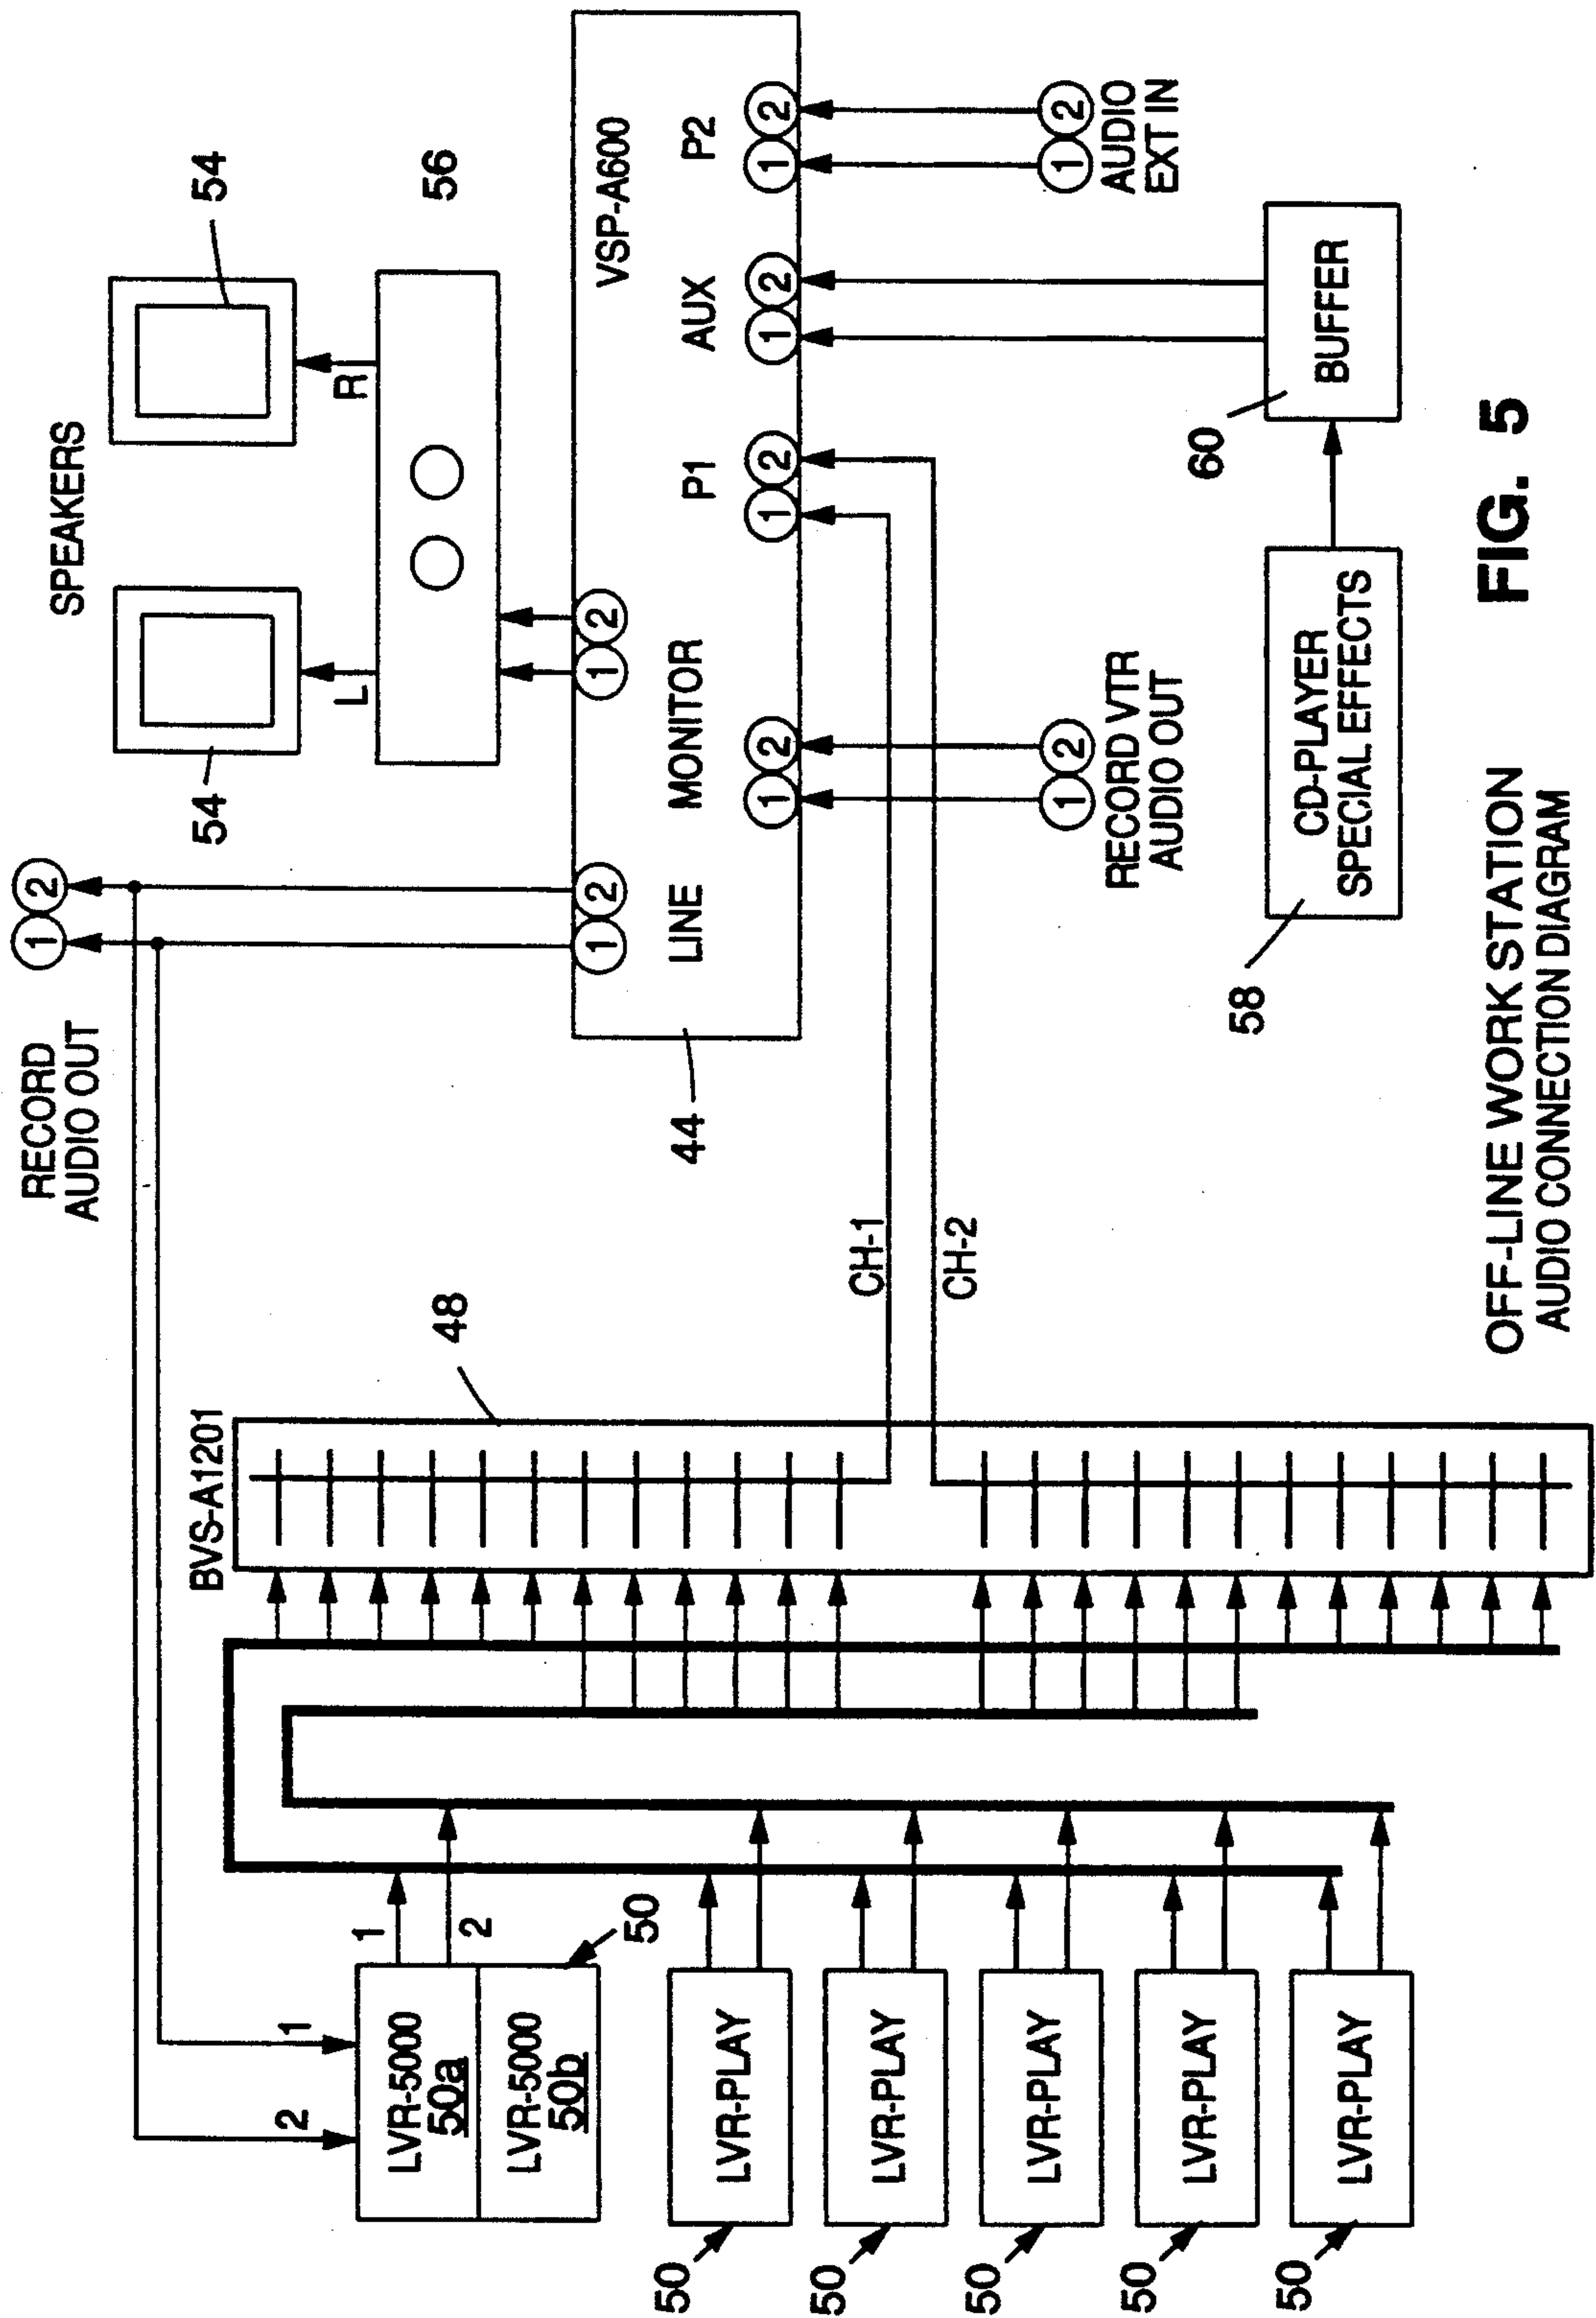 RECORD
AUDIO OUT
1 2
SPEAKERS
54
54
L
R
56
1 2
1 2
LINE
MONITOR
VSP-A600
P1
AUX
P2
1 2
1 2
1 2
1 2
44
RECORD VTR
AUDIO OUT
1 2
AUDIO
EXT IN
1 2
CD-PLAYER
SPECIAL EFFECTS
58
BUFFER
60
BVS-A1201
48
CH-1
CH-2
2
1
LVR-5000
50a
LVR-5000
50b
1
2
50
LVR-PLAY
50
LVR-PLAY
50
LVR-PLAY
50
LVR-PLAY
50
LVR-PLAY
50
OFF-LINE WORK STATION
AUDIO CONNECTION DIAGRAM
FIG. 5